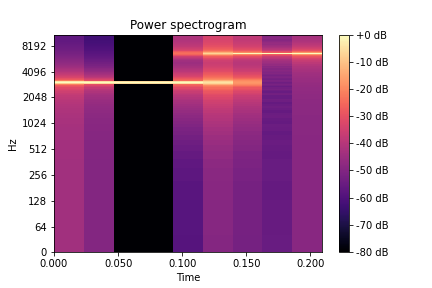 Power spectrogram
8192
4096
2048
1024
512
256
128
64
0
Hz
0.000 0.050 0.100 0.150 0.200
Time
+0 dB
-10 dB
-20 dB
-30 dB
-40 dB
-50 dB
-60 dB
-70 dB
-80 dB